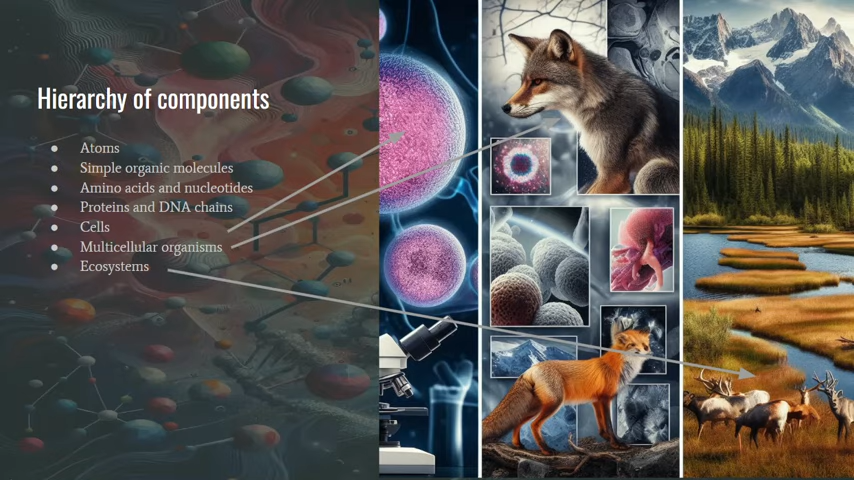 Hierarchy of components
● Atoms
● Simple organic molecules
● Amino acids and nucleotides
● Proteins and DNA chains
● Cells
● Multicellular organisms
● Ecosystems